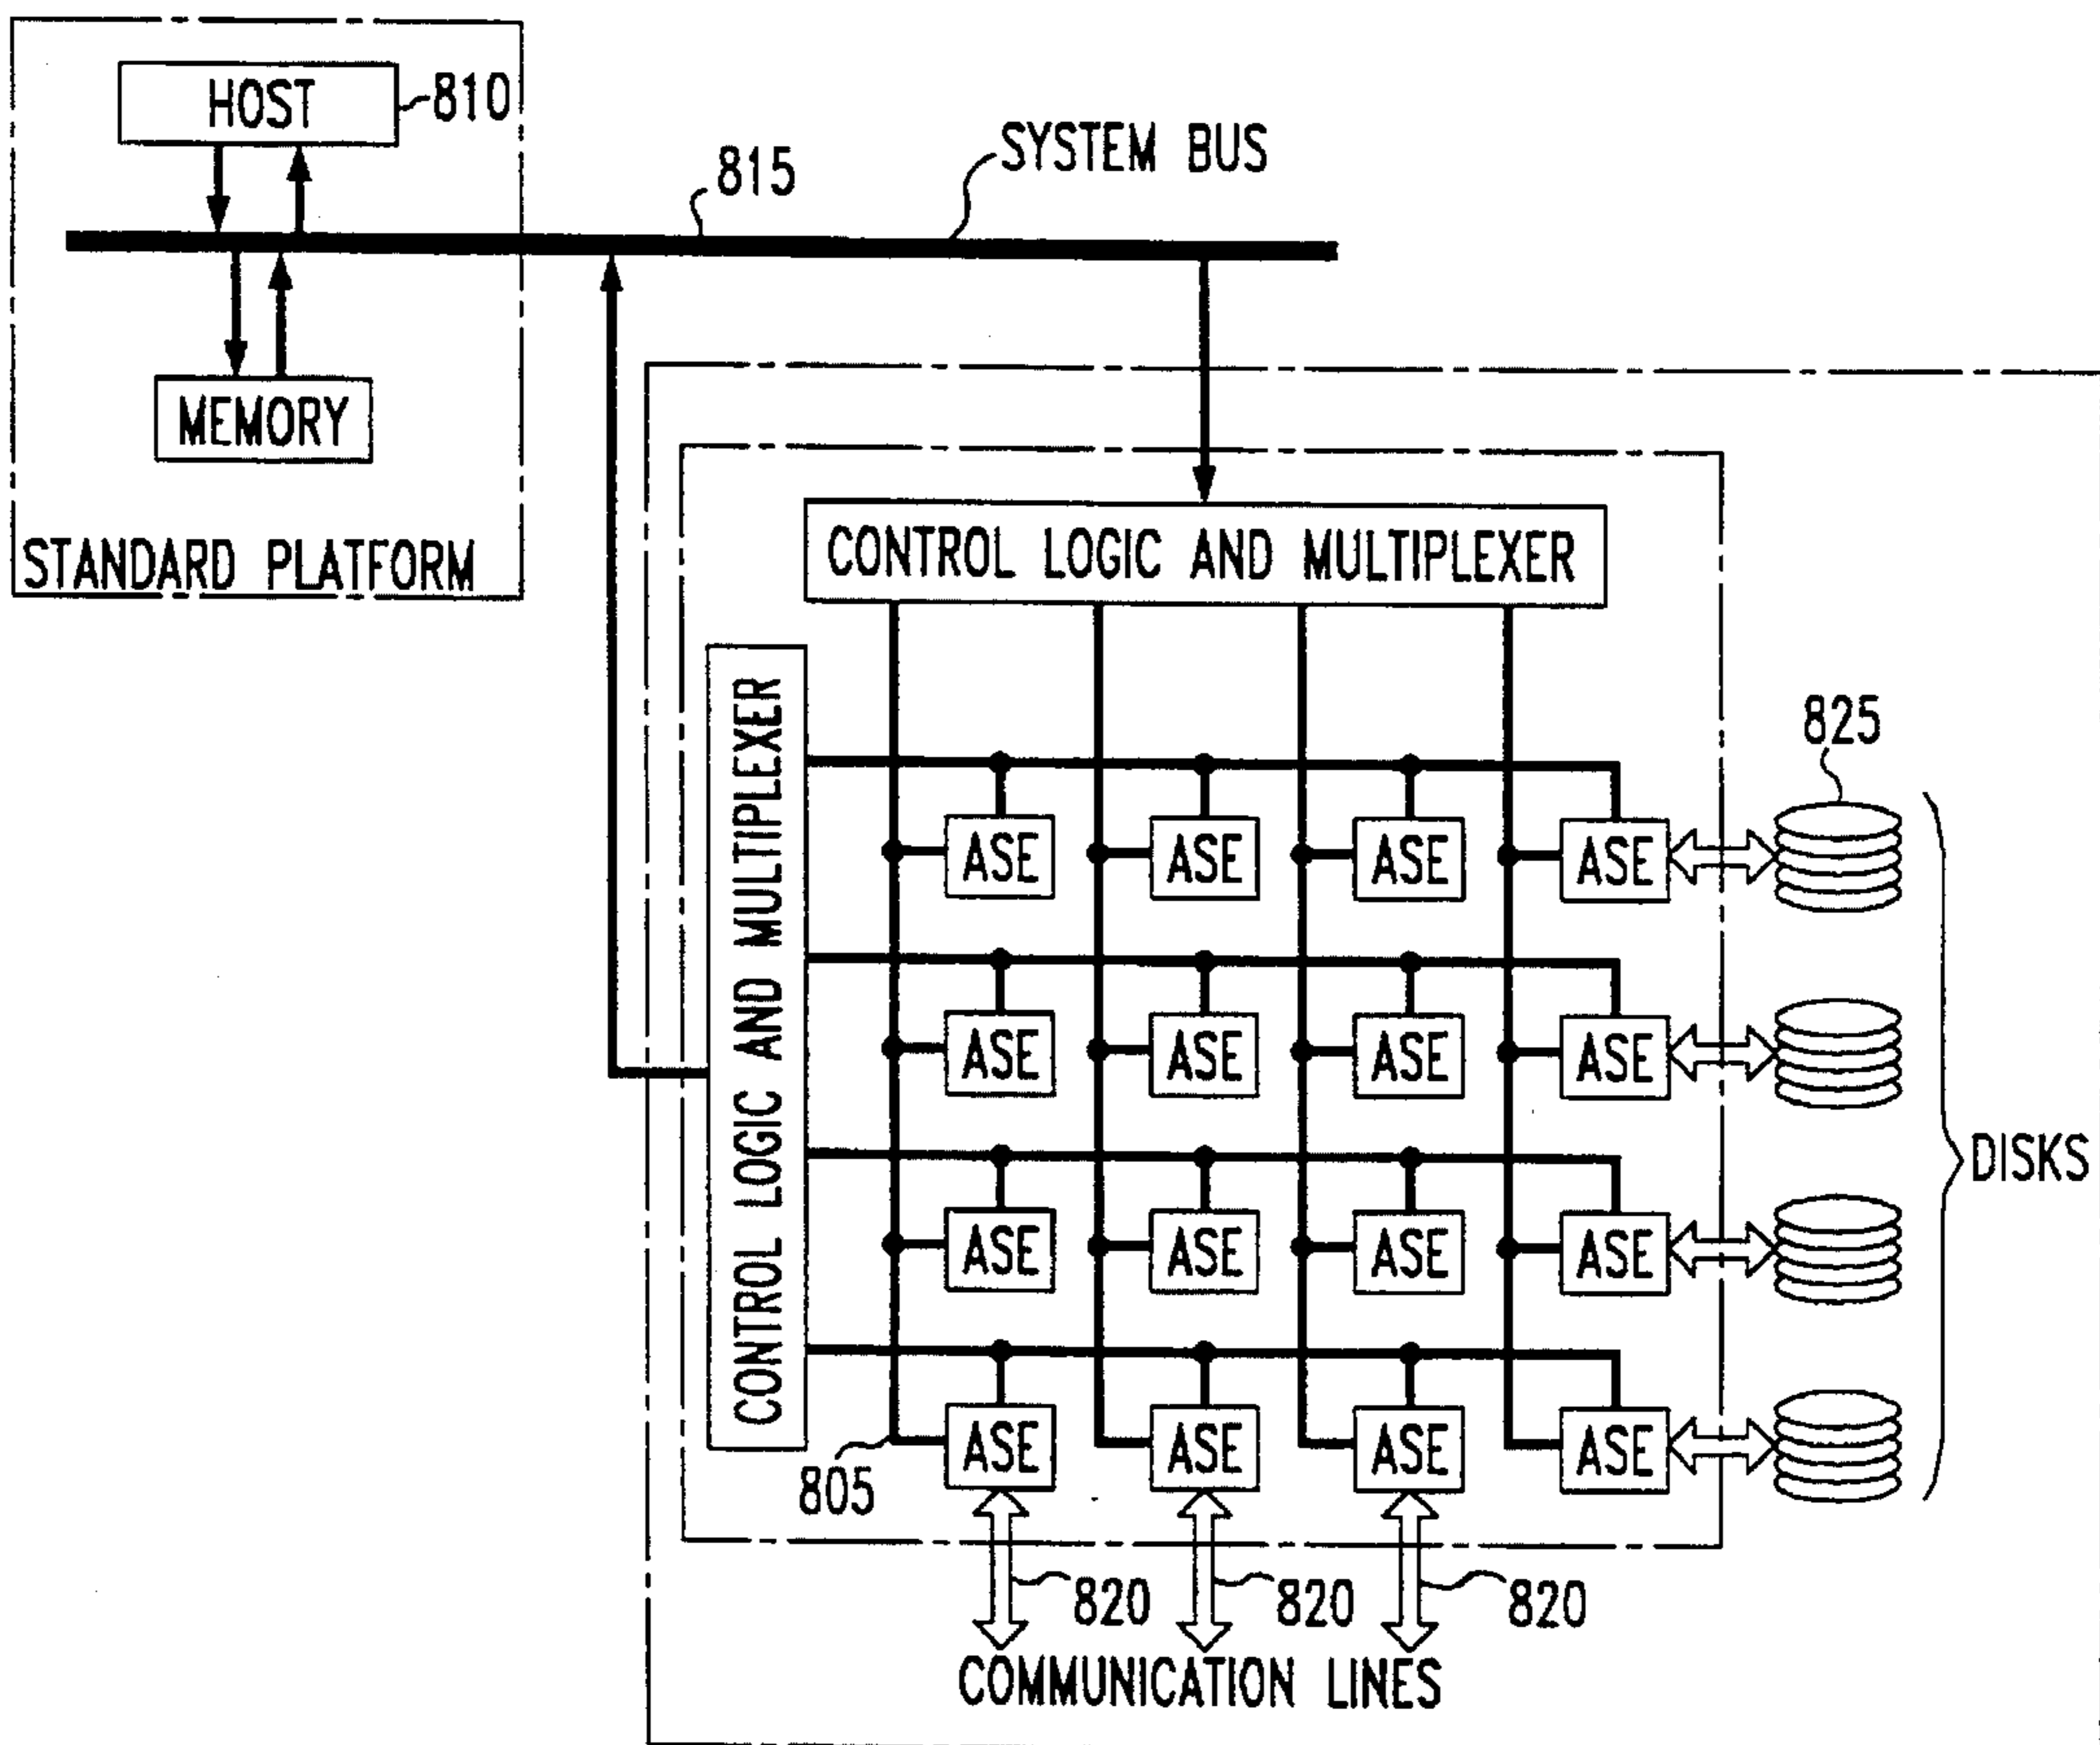 HOST
810
SYSTEM BUS
815
MEMORY
STANDARD PLATFORM
CONTROL LOGIC AND MULTIPLEXER
CONTROL LOGIC AND MULTIPLEXER
825
ASE ASE ASE ASE
ASE ASE ASE ASE
DISKS
ASE ASE ASE ASE
ASE ASE ASE ASE
805
820 820 820
COMMUNICATION LINES